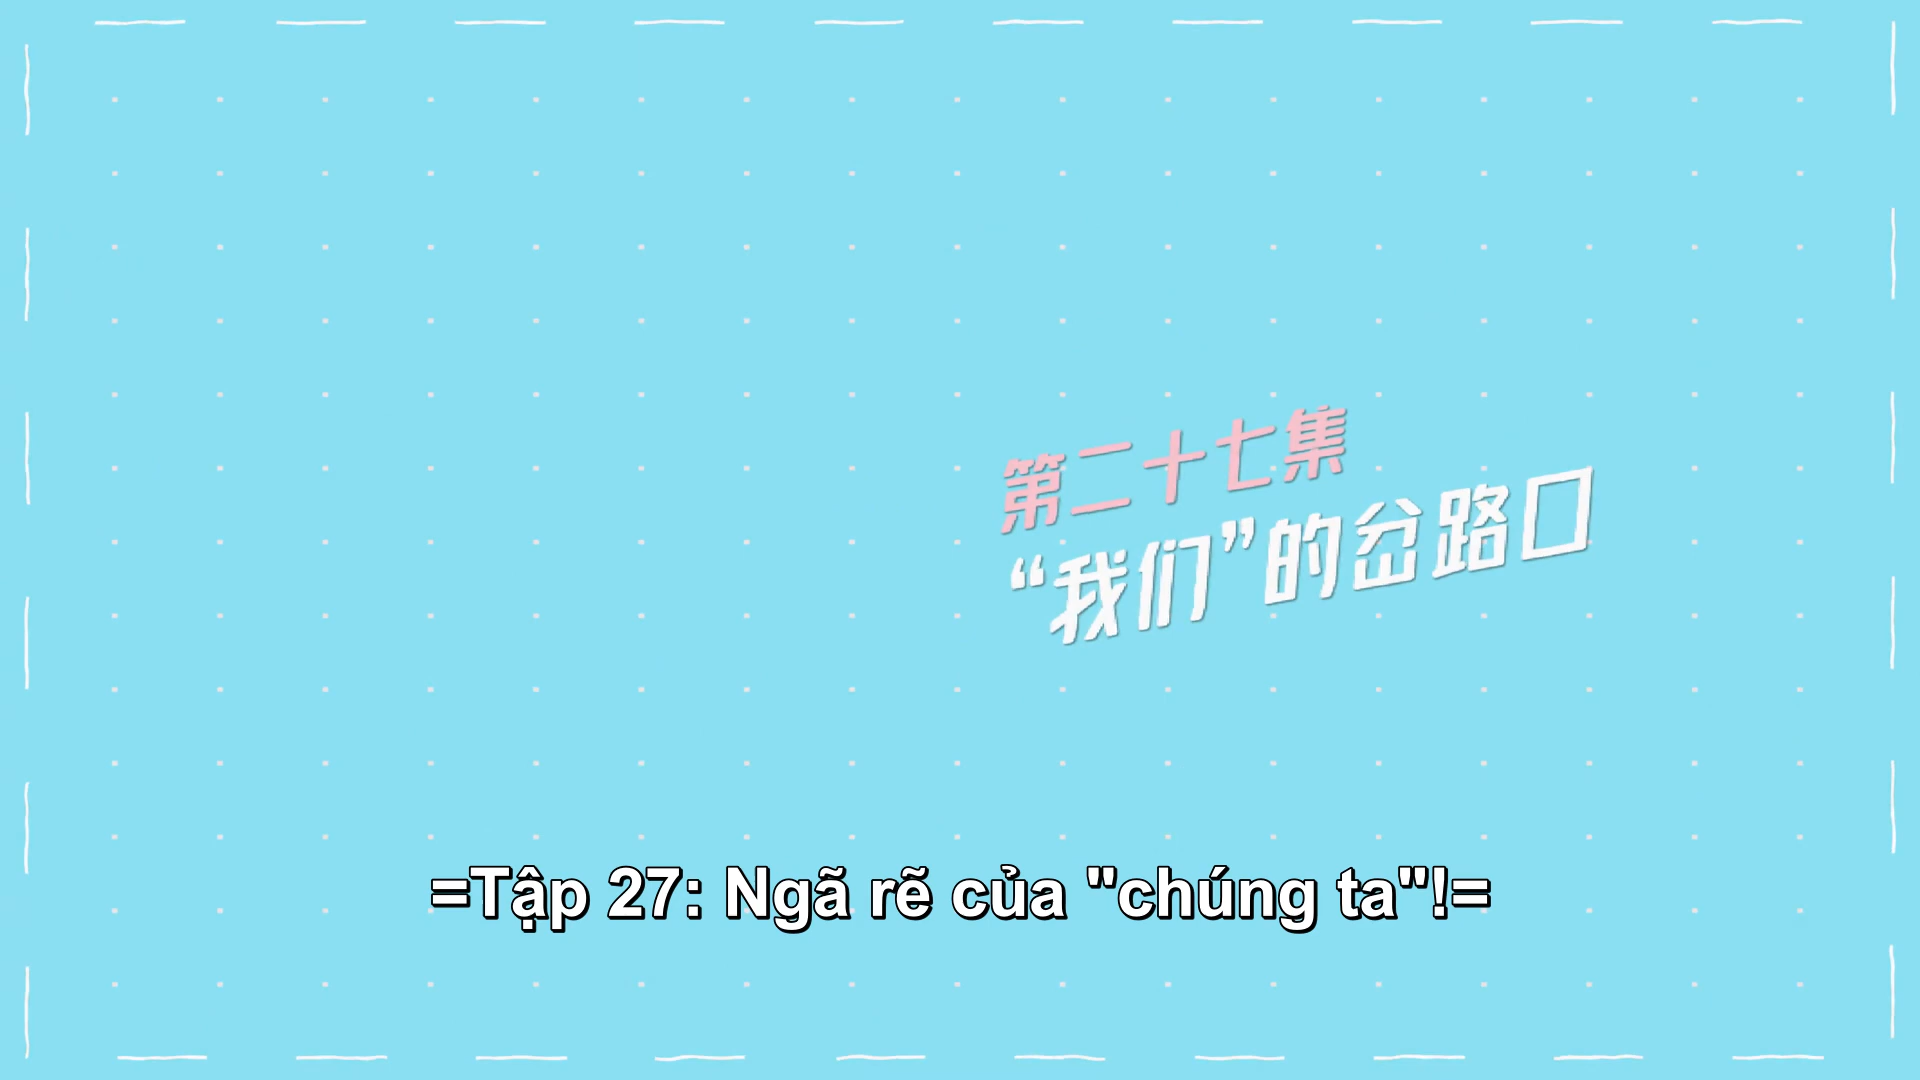 第二十七集
“我们”的岔路口
=Tập 27: Ngã rẽ của "chúng ta"!=